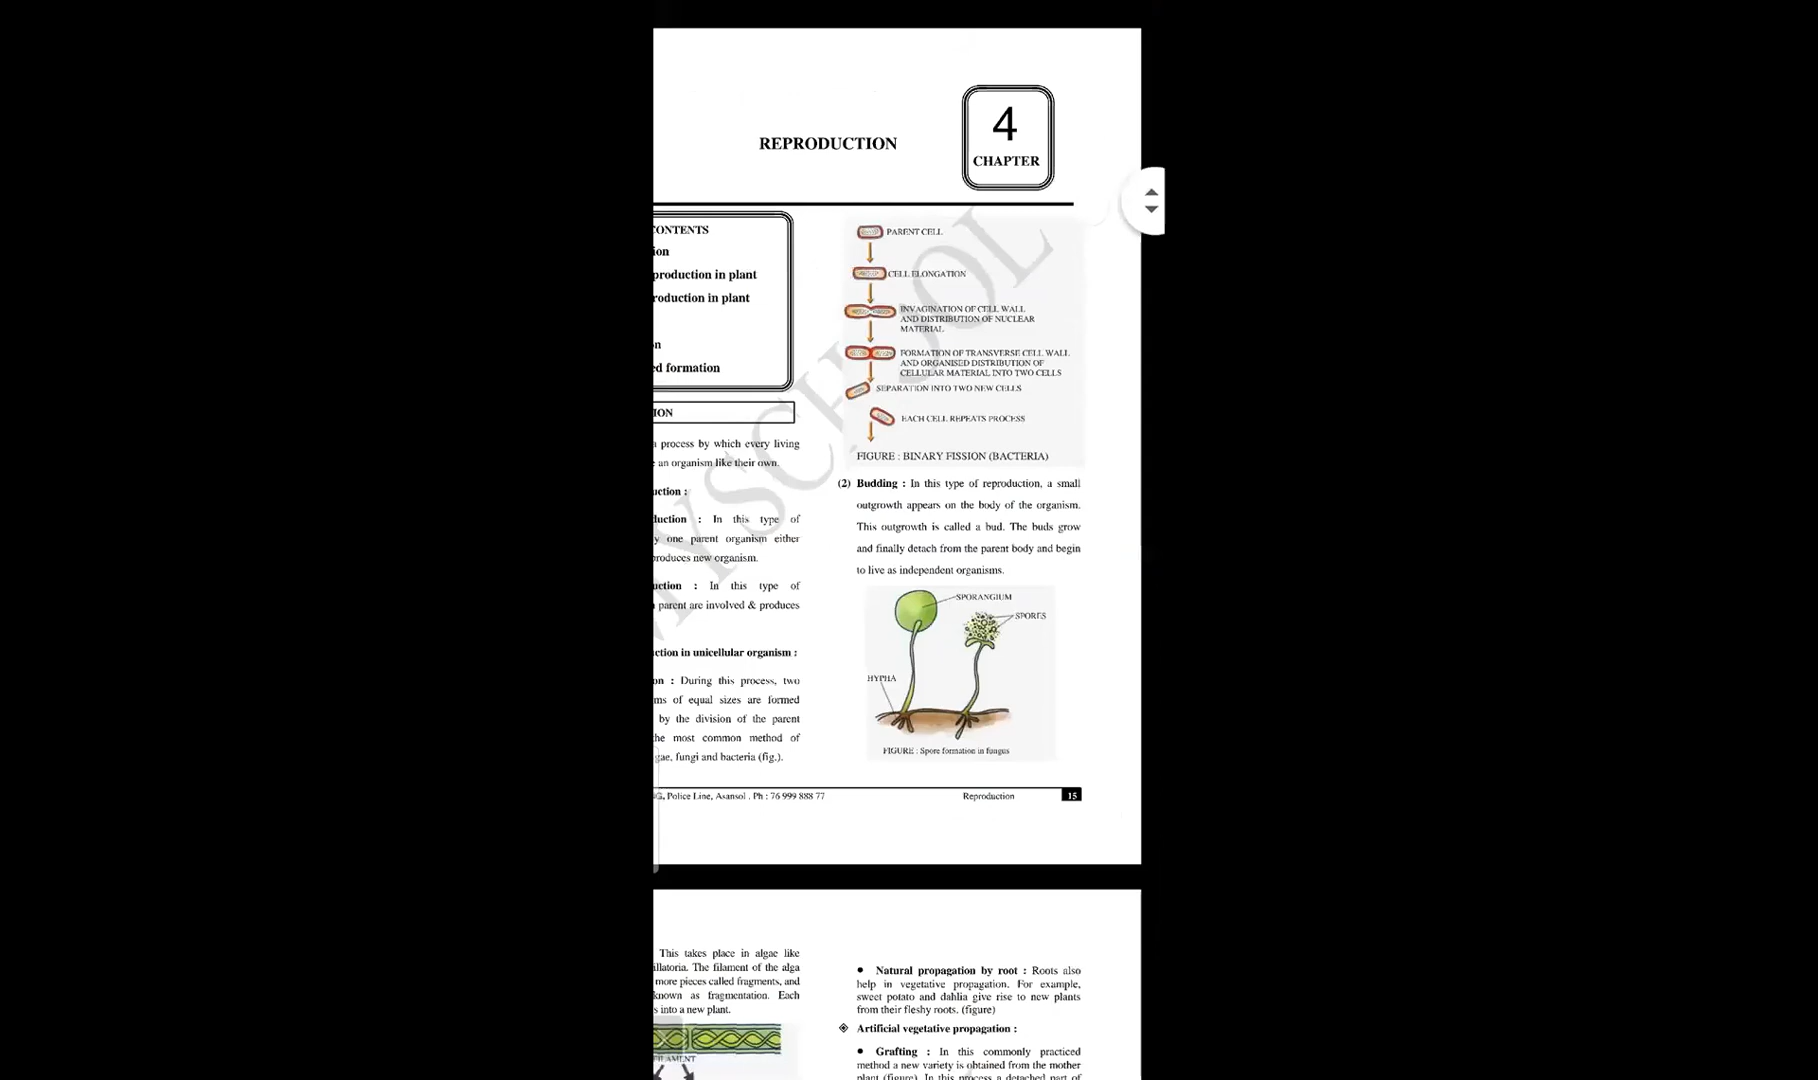 REPRODUCTION
4
CHAPTER
CONTENTS
ion
production in plant
roduction in plant
n
ed formation
ION
a process by which every living
e an organism like their own.
uction :
duction : In this type of
y one parent organism either
produces new organism.
uction : In this type of
parent are involved & produces
ction in unicellular organism :
on : During this process, two
ms of equal sizes are formed
by the division of the parent
he most common method of
gae, fungi and bacteria (fig.).
PARENT CELL
CELL ELONGATION
INVAGINATION OF CELL WALL
AND DISTRIBUTION OF NUCLEAR
MATERIAL
FORMATION OF TRANSVERSE CELL WALL
AND ORGANISED DISTRIBUTION OF
CELLULAR MATERIAL INTO TWO CELLS
SEPARATION INTO TWO NEW CELLS
EACH CELL REPEATS PROCESS
FIGURE : BINARY FISSION (BACTERIA)
(2) Budding : In this type of reproduction, a small
outgrowth appears on the body of the organism.
This outgrowth is called a bud. The buds grow
and finally detach from the parent body and begin
to live as independent organisms.
SPORANGIUM
SPORES
HYPHA
FIGURE : Spore formation in fungus
MYSCHOOL
G, Police Line, Asansol . Ph : 76 999 888 77
Reproduction 15
This takes place in algae like
illatoria. The filament of the alga
more pieces called fragments, and
known as fragmentation. Each
s into a new plant.
FILAMENT
● Natural propagation by root : Roots also
help in vegetative propagation. For example,
sweet potato and dahlia give rise to new plants
from their fleshy roots. (figure)
Artificial vegetative propagation :
● Grafting : In this commonly practiced
method a new variety is obtained from the mother
plant (figure). In this process a detached part of